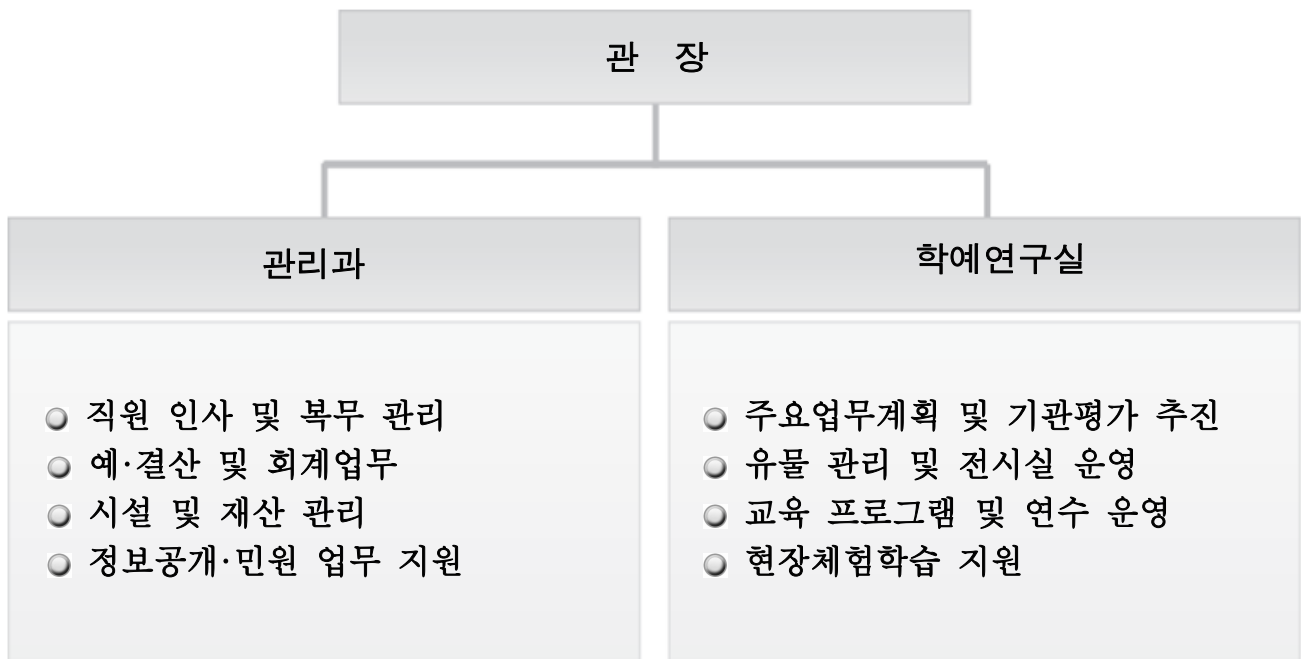 관 장
관리과
직원 인사 및 복무 관리
예·결산 및 회계업무
시설 및 재산 관리
정보공개·민원 업무 지원
학예연구실
주요업무계획 및 기관평가 추진
유물 관리 및 전시실 운영
교육 프로그램 및 연수 운영
현장체험학습 지원